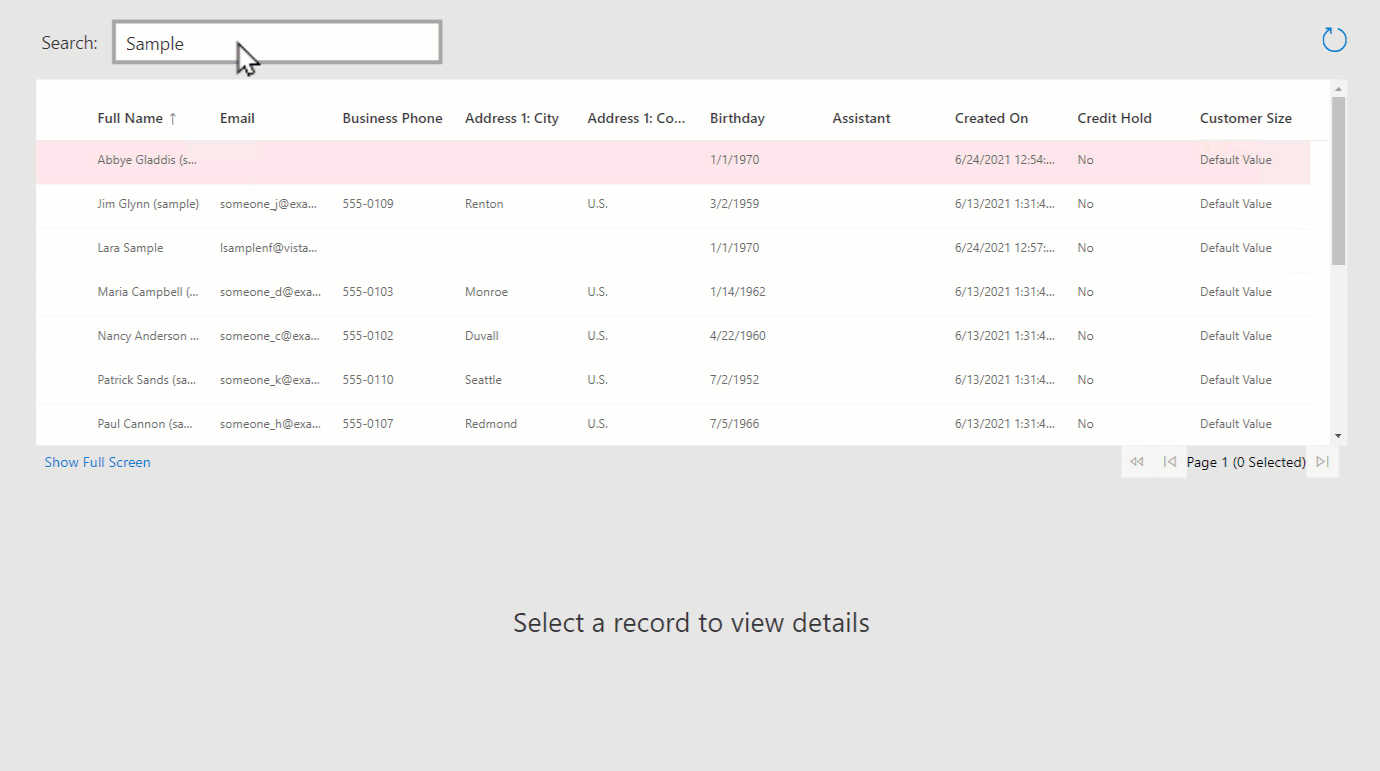 Search: Sample
Full Name ↑ Email Business Phone Address 1: City Address 1: Co... Birthday Assistant Created On Credit Hold Customer Size
Abbye Gladdis (s... 1/1/1970 6/24/2021 12:54:... No Default Value
Jim Glynn (sample) someone_j@exa... 555-0109 Renton U.S. 3/2/1959 6/13/2021 1:31:4... No Default Value
Lara Sample lsamplenf@vista... 1/1/1970 6/24/2021 12:57:... No Default Value
Maria Campbell (... someone_d@exa... 555-0103 Monroe U.S. 1/14/1962 6/13/2021 1:31:4... No Default Value
Nancy Anderson ... someone_c@exa... 555-0102 Duvall U.S. 4/22/1960 6/13/2021 1:31:4... No Default Value
Patrick Sands (sa... someone_k@exa... 555-0110 Seattle U.S. 7/2/1952 6/13/2021 1:31:4... No Default Value
Paul Cannon (sa... someone_h@exa... 555-0107 Redmond U.S. 7/5/1966 6/13/2021 1:31:4... No Default Value
Show Full Screen Page 1 (0 Selected)
Select a record to view details